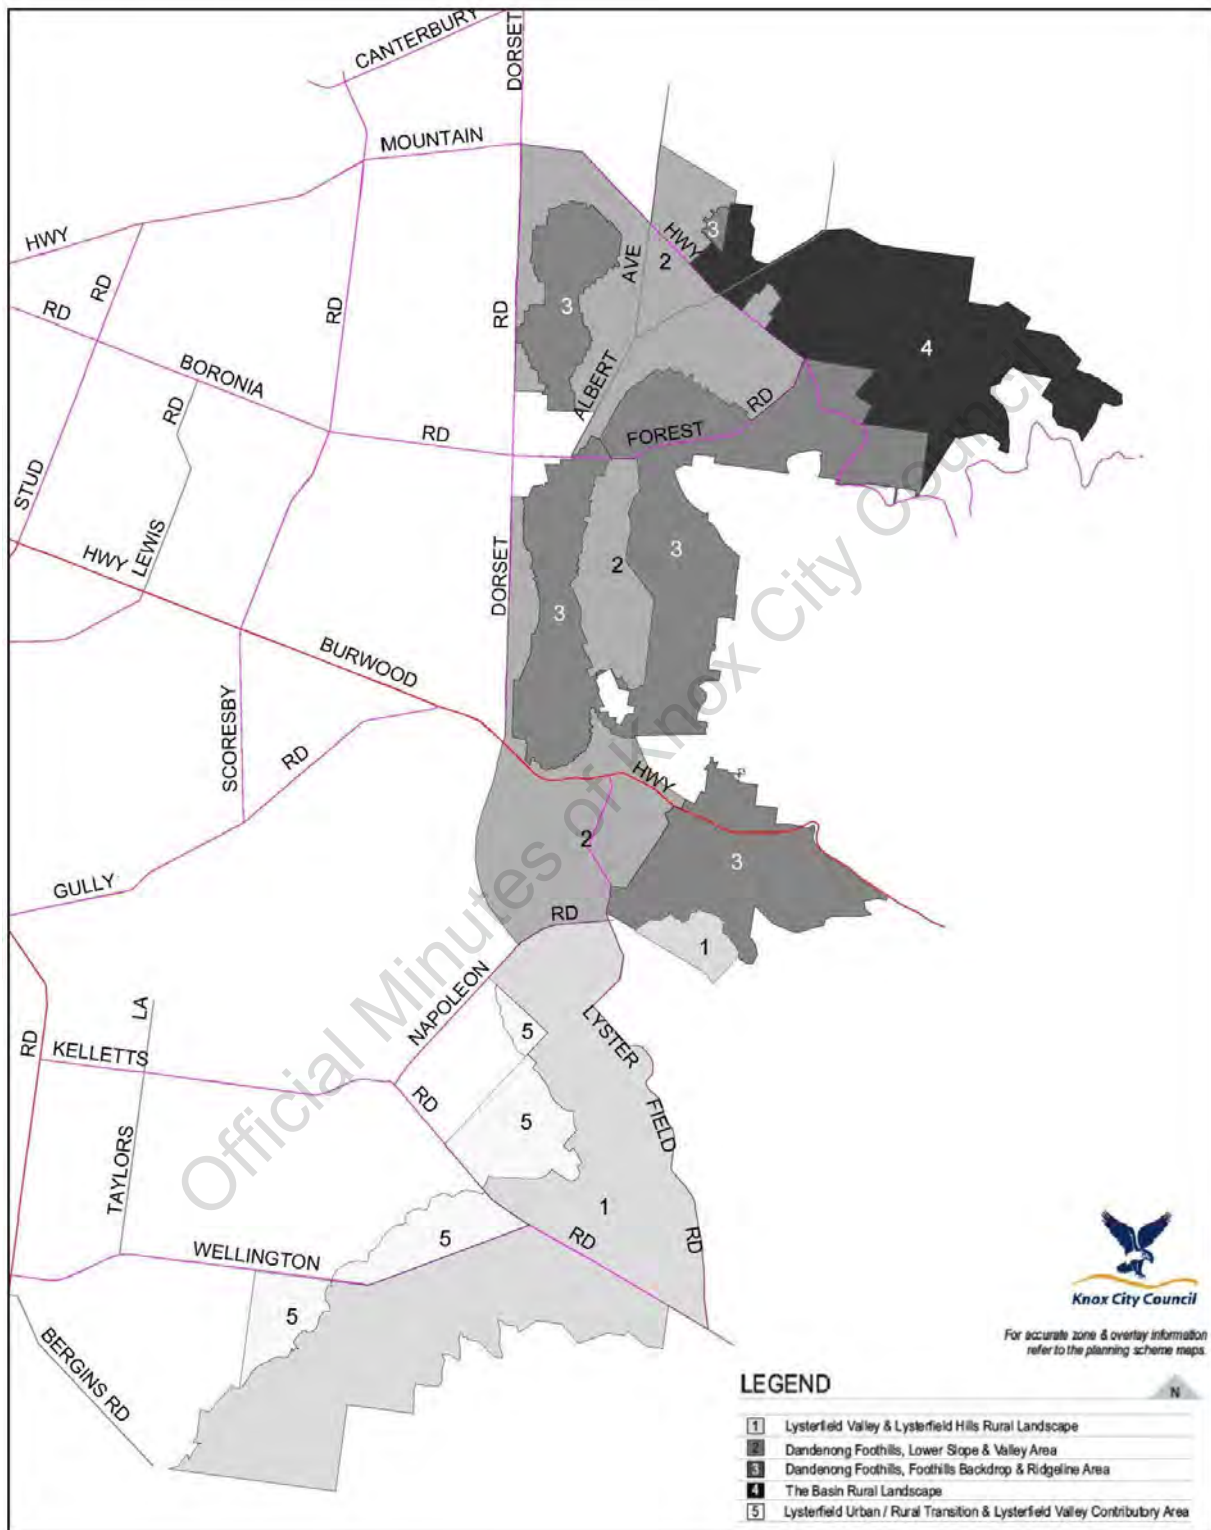 CANTERBURY
DORSET
MOUNTAIN
HWY
HWY
RD
RD
RD
RD
AVE
2
3
3
4
BORONIA
RD
RD
ALBERT
FOREST
RD
STUD
LEWIS
HWY
DORSET
2
3
3
BURWOOD
SCORESBY
RD
HWY
2
3
GULLY
RD
1
NAPOLEON
LA
RD
KELLETTS
5
LYSTER
FIELD
RD
5
TAYLORS
1
RD
RD
WELLINGTON
5
5
BERGINS RD
Official Minutes of Knox City Council
Knox City Council
For accurate zone & overlay information
refer to the planning scheme maps.
LEGEND
N
1 Lysterfield Valley & Lysterfield Hills Rural Landscape
2 Dandenong Foothills, Lower Slope & Valley Area
3 Dandenong Foothills, Foothills Backdrop & Ridgeline Area
4 The Basin Rural Landscape
5 Lysterfield Urban / Rural Transition & Lysterfield Valley Contributory Area